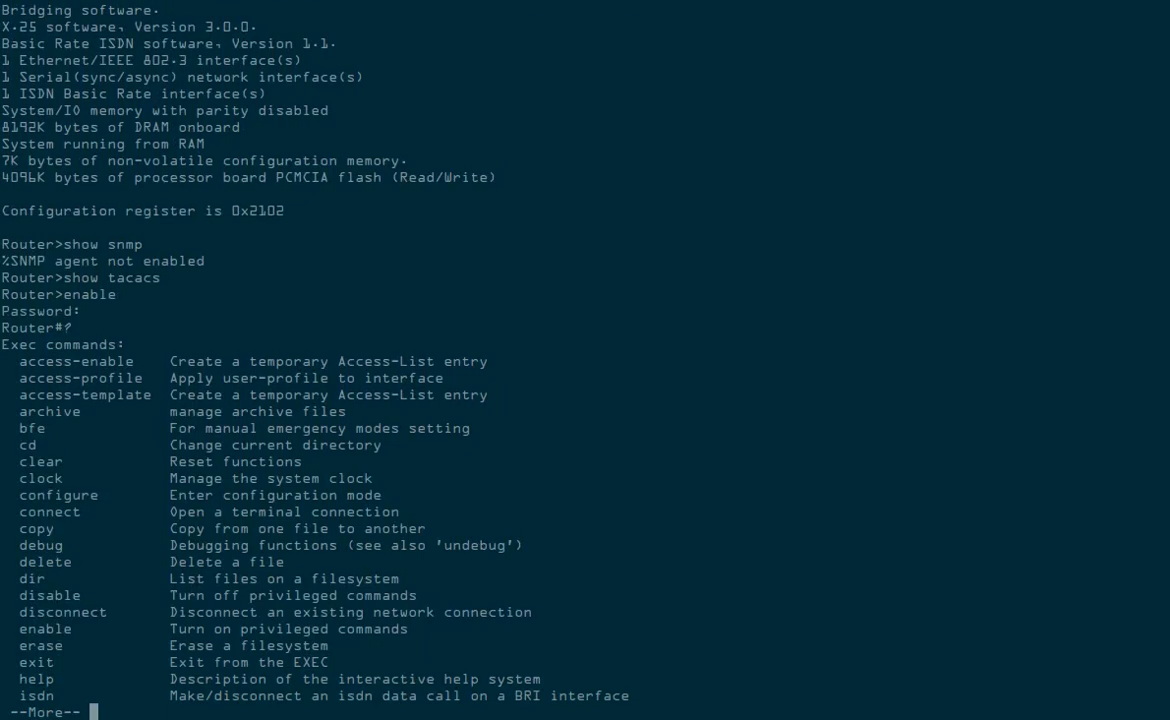 Bridging software.
X.25 software, Version 3.0.0.
Basic Rate ISDN software, Version 1.1.
1 Ethernet/IEEE 802.3 interface(s)
1 Serial(sync/async) network interface(s)
1 ISDN Basic Rate interface(s)
System/IO memory with parity disabled
8192K bytes of DRAM onboard
System running from RAM
7K bytes of non-volatile configuration memory.
4096K bytes of processor board PCMCIA flash (Read/Write)
Configuration register is 0x2102
Router>show snmp
%SNMP agent not enabled
Router>show tacacs
Router>enable
Password:
Router#?
Exec commands:
access-enable Create a temporary Access-List entry
access-profile Apply user-profile to interface
access-template Create a temporary Access-List entry
archive manage archive files
bfe For manual emergency modes setting
cd Change current directory
clear Reset functions
clock Manage the system clock
configure Enter configuration mode
connect Open a terminal connection
copy Copy from one file to another
debug Debugging functions (see also 'undebug')
delete Delete a file
dir List files on a filesystem
disable Turn off privileged commands
disconnect Disconnect an existing network connection
enable Turn on privileged commands
erase Erase a filesystem
exit Exit from the EXEC
help Description of the interactive help system
isdn Make/disconnect an isdn data call on a BRI interface
--More--